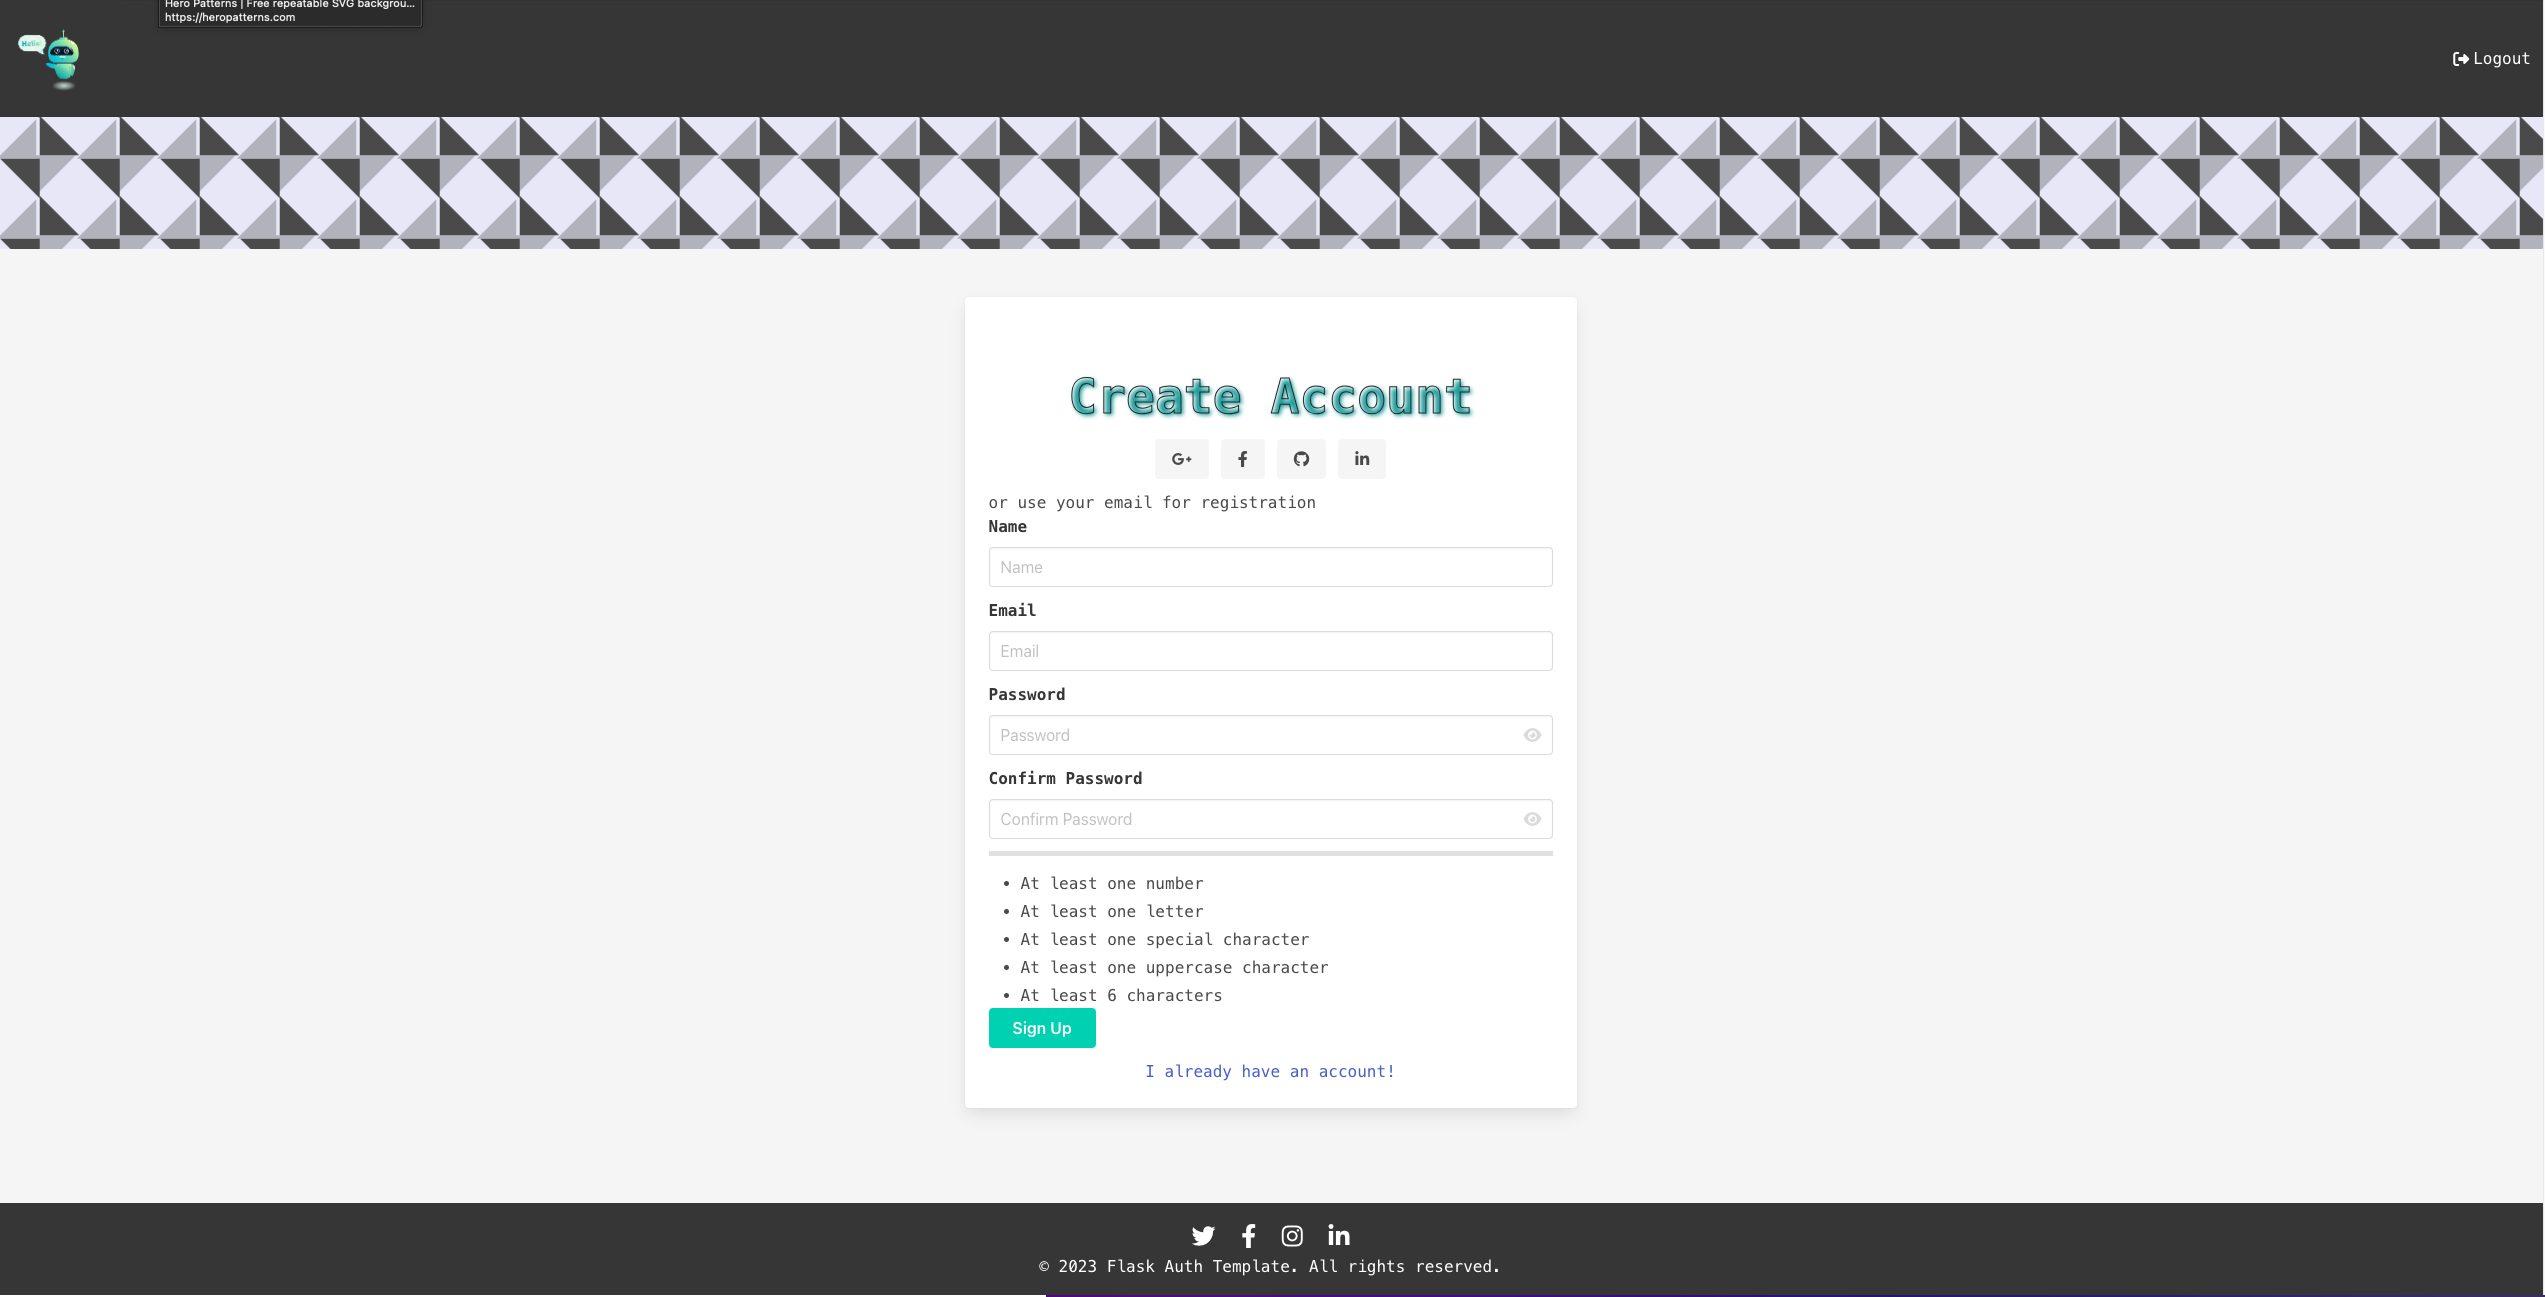 Hero Patterns | Free repeatable SVG backgrou...
https://heropatterns.com
Hello!
Logout
Create Account
G+
f
in
or use your email for registration
Name
Name
Email
Email
Password
Password
Confirm Password
Confirm Password
• At least one number
• At least one letter
• At least one special character
• At least one uppercase character
• At least 6 characters
Sign Up
I already have an account!
f
in
© 2023 Flask Auth Template. All rights reserved.